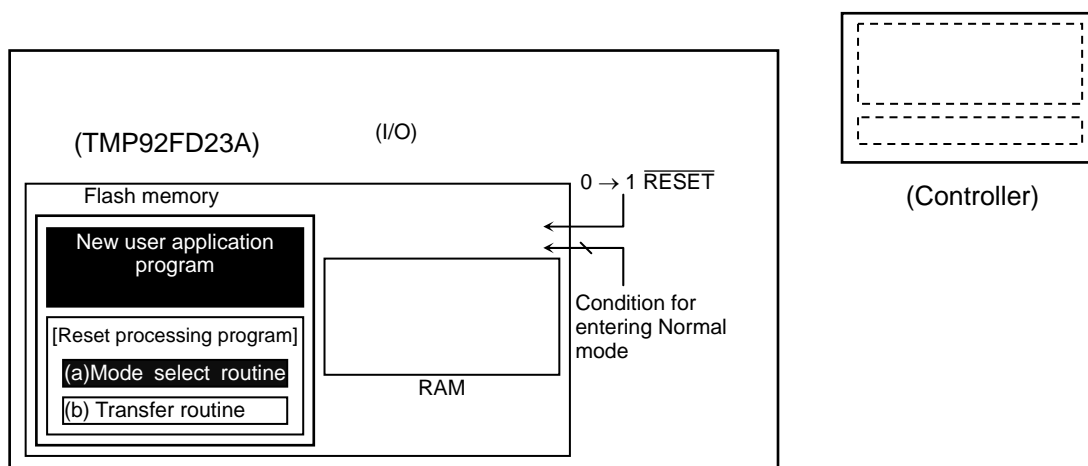 (TMP92FD23A)
(I/O)
Flash memory
New user application
program
[Reset processing program]
(a)Mode select routine
(b) Transfer routine
RAM
0 → 1 RESET
Condition for
entering Normal
mode
(Controller)